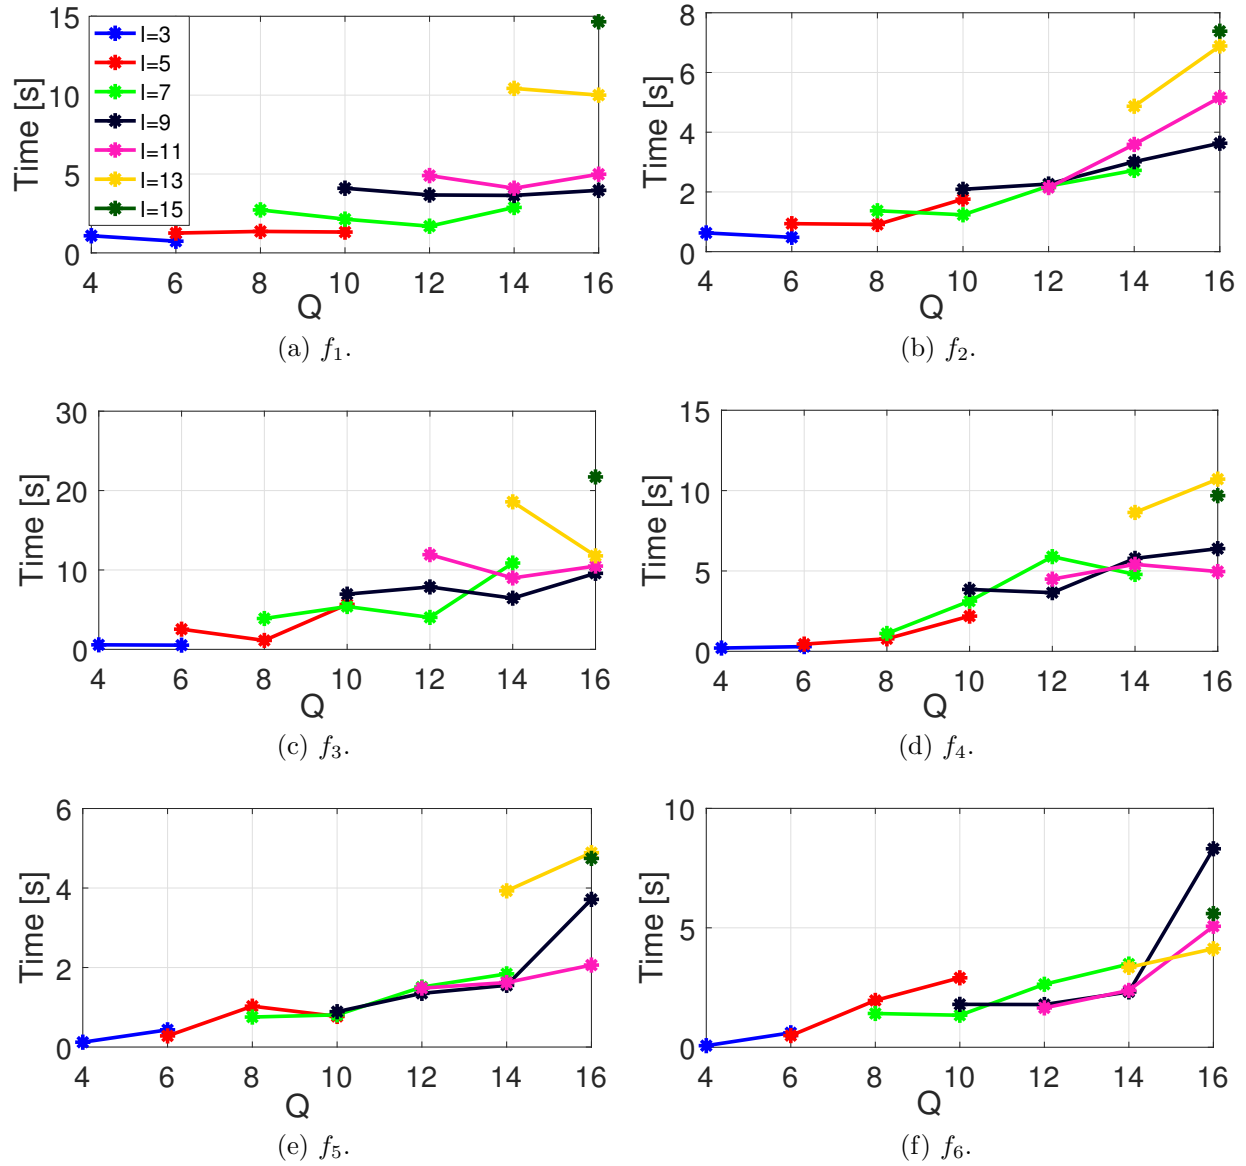 15
10
5
0
Time [s]
I=3
I=5
I=7
I=9
I=11
I=13
I=15
4 6 8 10 12 14 16
Q
(a) f1.
8
6
4
2
0
Time [s]
4 6 8 10 12 14 16
Q
(b) f2.
30
20
10
0
Time [s]
4 6 8 10 12 14 16
Q
(c) f3.
15
10
5
0
Time [s]
4 6 8 10 12 14 16
Q
(d) f4.
6
4
2
0
Time [s]
4 6 8 10 12 14 16
Q
(e) f5.
10
5
0
Time [s]
4 6 8 10 12 14 16
Q
(f) f6.